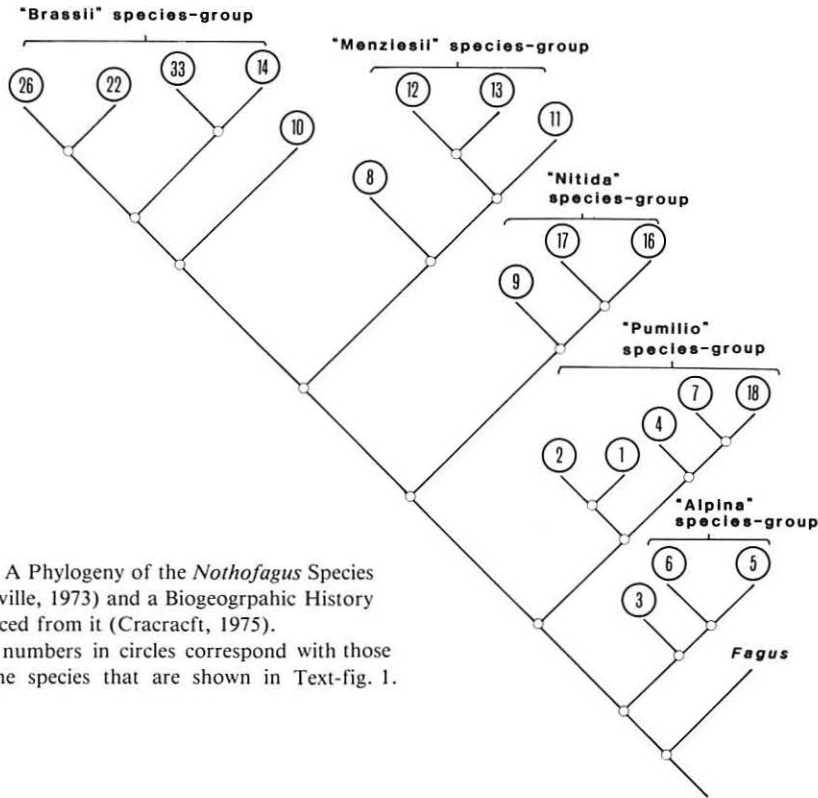 "Brassii" species-group
26
22
33
14
10
"Menziesii" species-group
12
13
11
8
"Nitida"
species-group
17
16
9
"Pumilio"
species-group
7
18
4
2
1
"Alpina"
species-group
6
5
3
Fagus
A Phylogeny of the Nothofagus Species
ville, 1973) and a Biogeogrpahic History
ced from it (Cracracft, 1975).
numbers in circles correspond with those
ne species that are shown in Text-fig. 1.